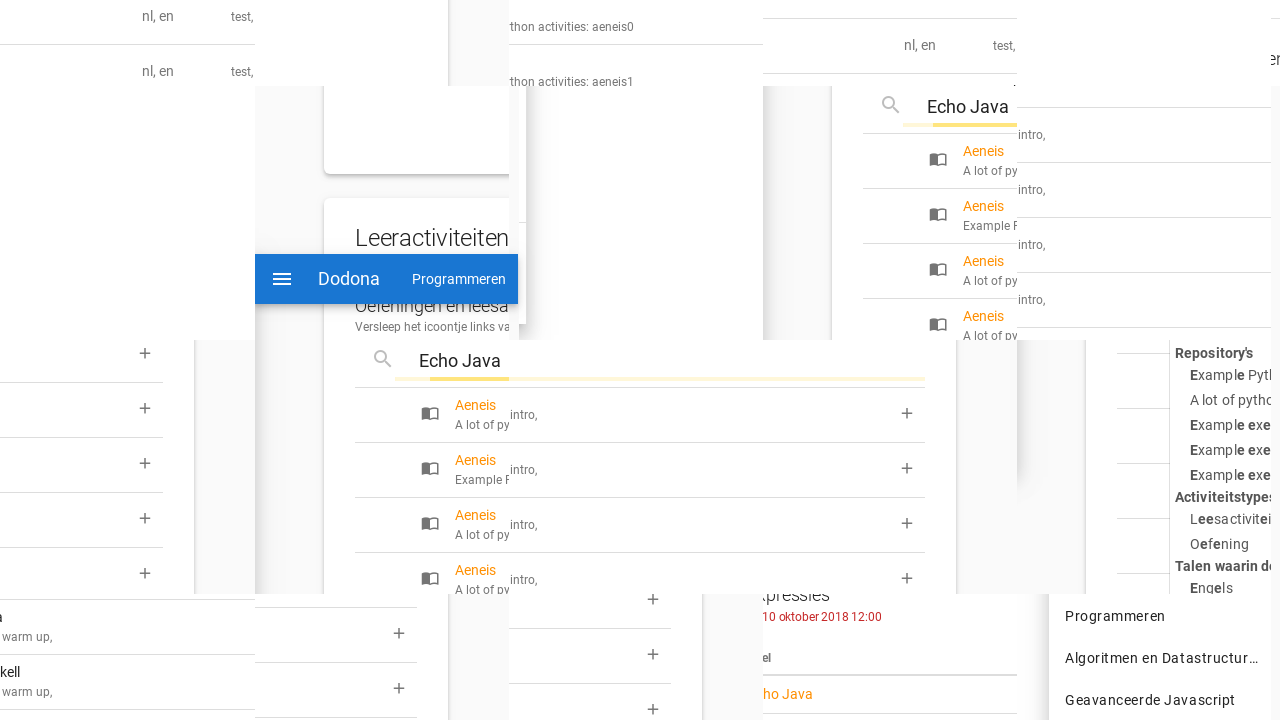 nl, en test,
nl, en test,
thon activities: aeneis0
thon activities: aeneis1
nl, en test,
Echo Java
Aeneis
A lot of py
Aeneis
Example
Aeneis
A lot of py
Aeneis
A lot of py
intro,
intro,
intro,
intro,
Leeractiviteiten
Dodona Programmeren
Oefeningen en leesa
Versleep het icoontje links va
Echo Java
Aeneis
A lot of py intro,
Aeneis
Example intro,
Aeneis
A lot of py intro,
Aeneis
A lot of py intro,
Repository's
Example Pyth
A lot of pytho
Example exe
Example exe
Example exe
Activiteitstypes
Leesactivitei
Oefening
Talen waarin de
Engels
a
warm up,
kell
warm up,
xpressies
10 oktober 2018 12:00
el
ho Java
Programmeren
Algoritmen en Datastructur…
Geavanceerde Javascript